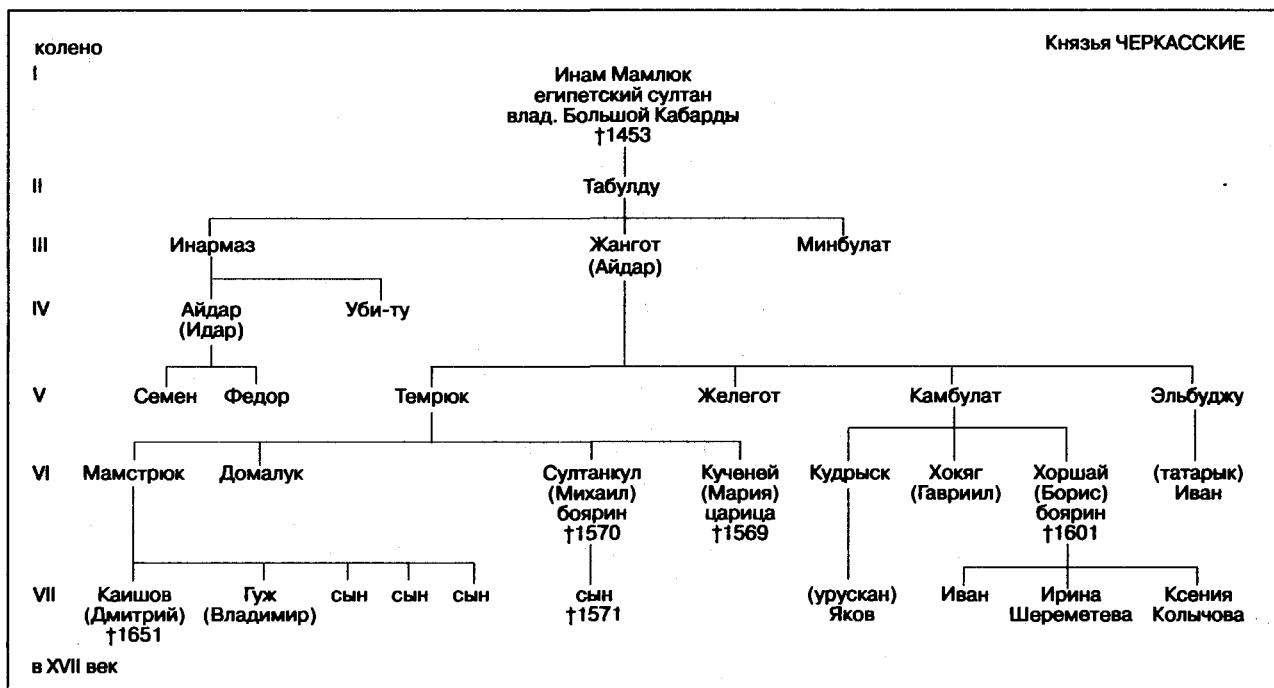 колено
Князья ЧЕРКАССКИЕ
I
Инам Мамлюк
египетский султан
влад. Большой Кабарды
†1453
II
Табулду
III
Инармаз
Жангот
(Айдар)
Минбулат
IV
Айдар
(Идар)
Уби-ту
V
Семен
Федор
Темрюк
Желегот
Камбулат
Эльбуджу
VI
Мамстрюк
Домалук
Султанкул
(Михаил)
боярин
†1570
Кученей
(Мария)
царица
†1569
Кудрыск
Хокяг
(Гавриил)
Хоршай
(Борис)
боярин
†1601
(татарык)
Иван
VII
Каишов
(Дмитрий)
†1651
Гуж
(Владимир)
сын
сын
сын
сын
†1571
(урускан)
Яков
Иван
Ирина
Шереметева
Ксения
Колычова
в XVII век